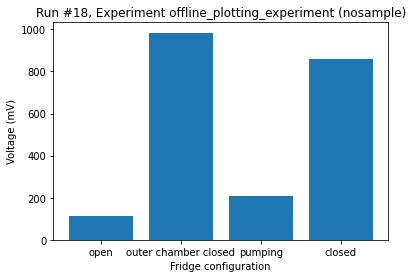 Run #18, Experiment offline_plotting_experiment (nosample)
1000
800
600
400
200
0
Voltage (mV)
open
outer chamber closed
pumping
closed
Fridge configuration